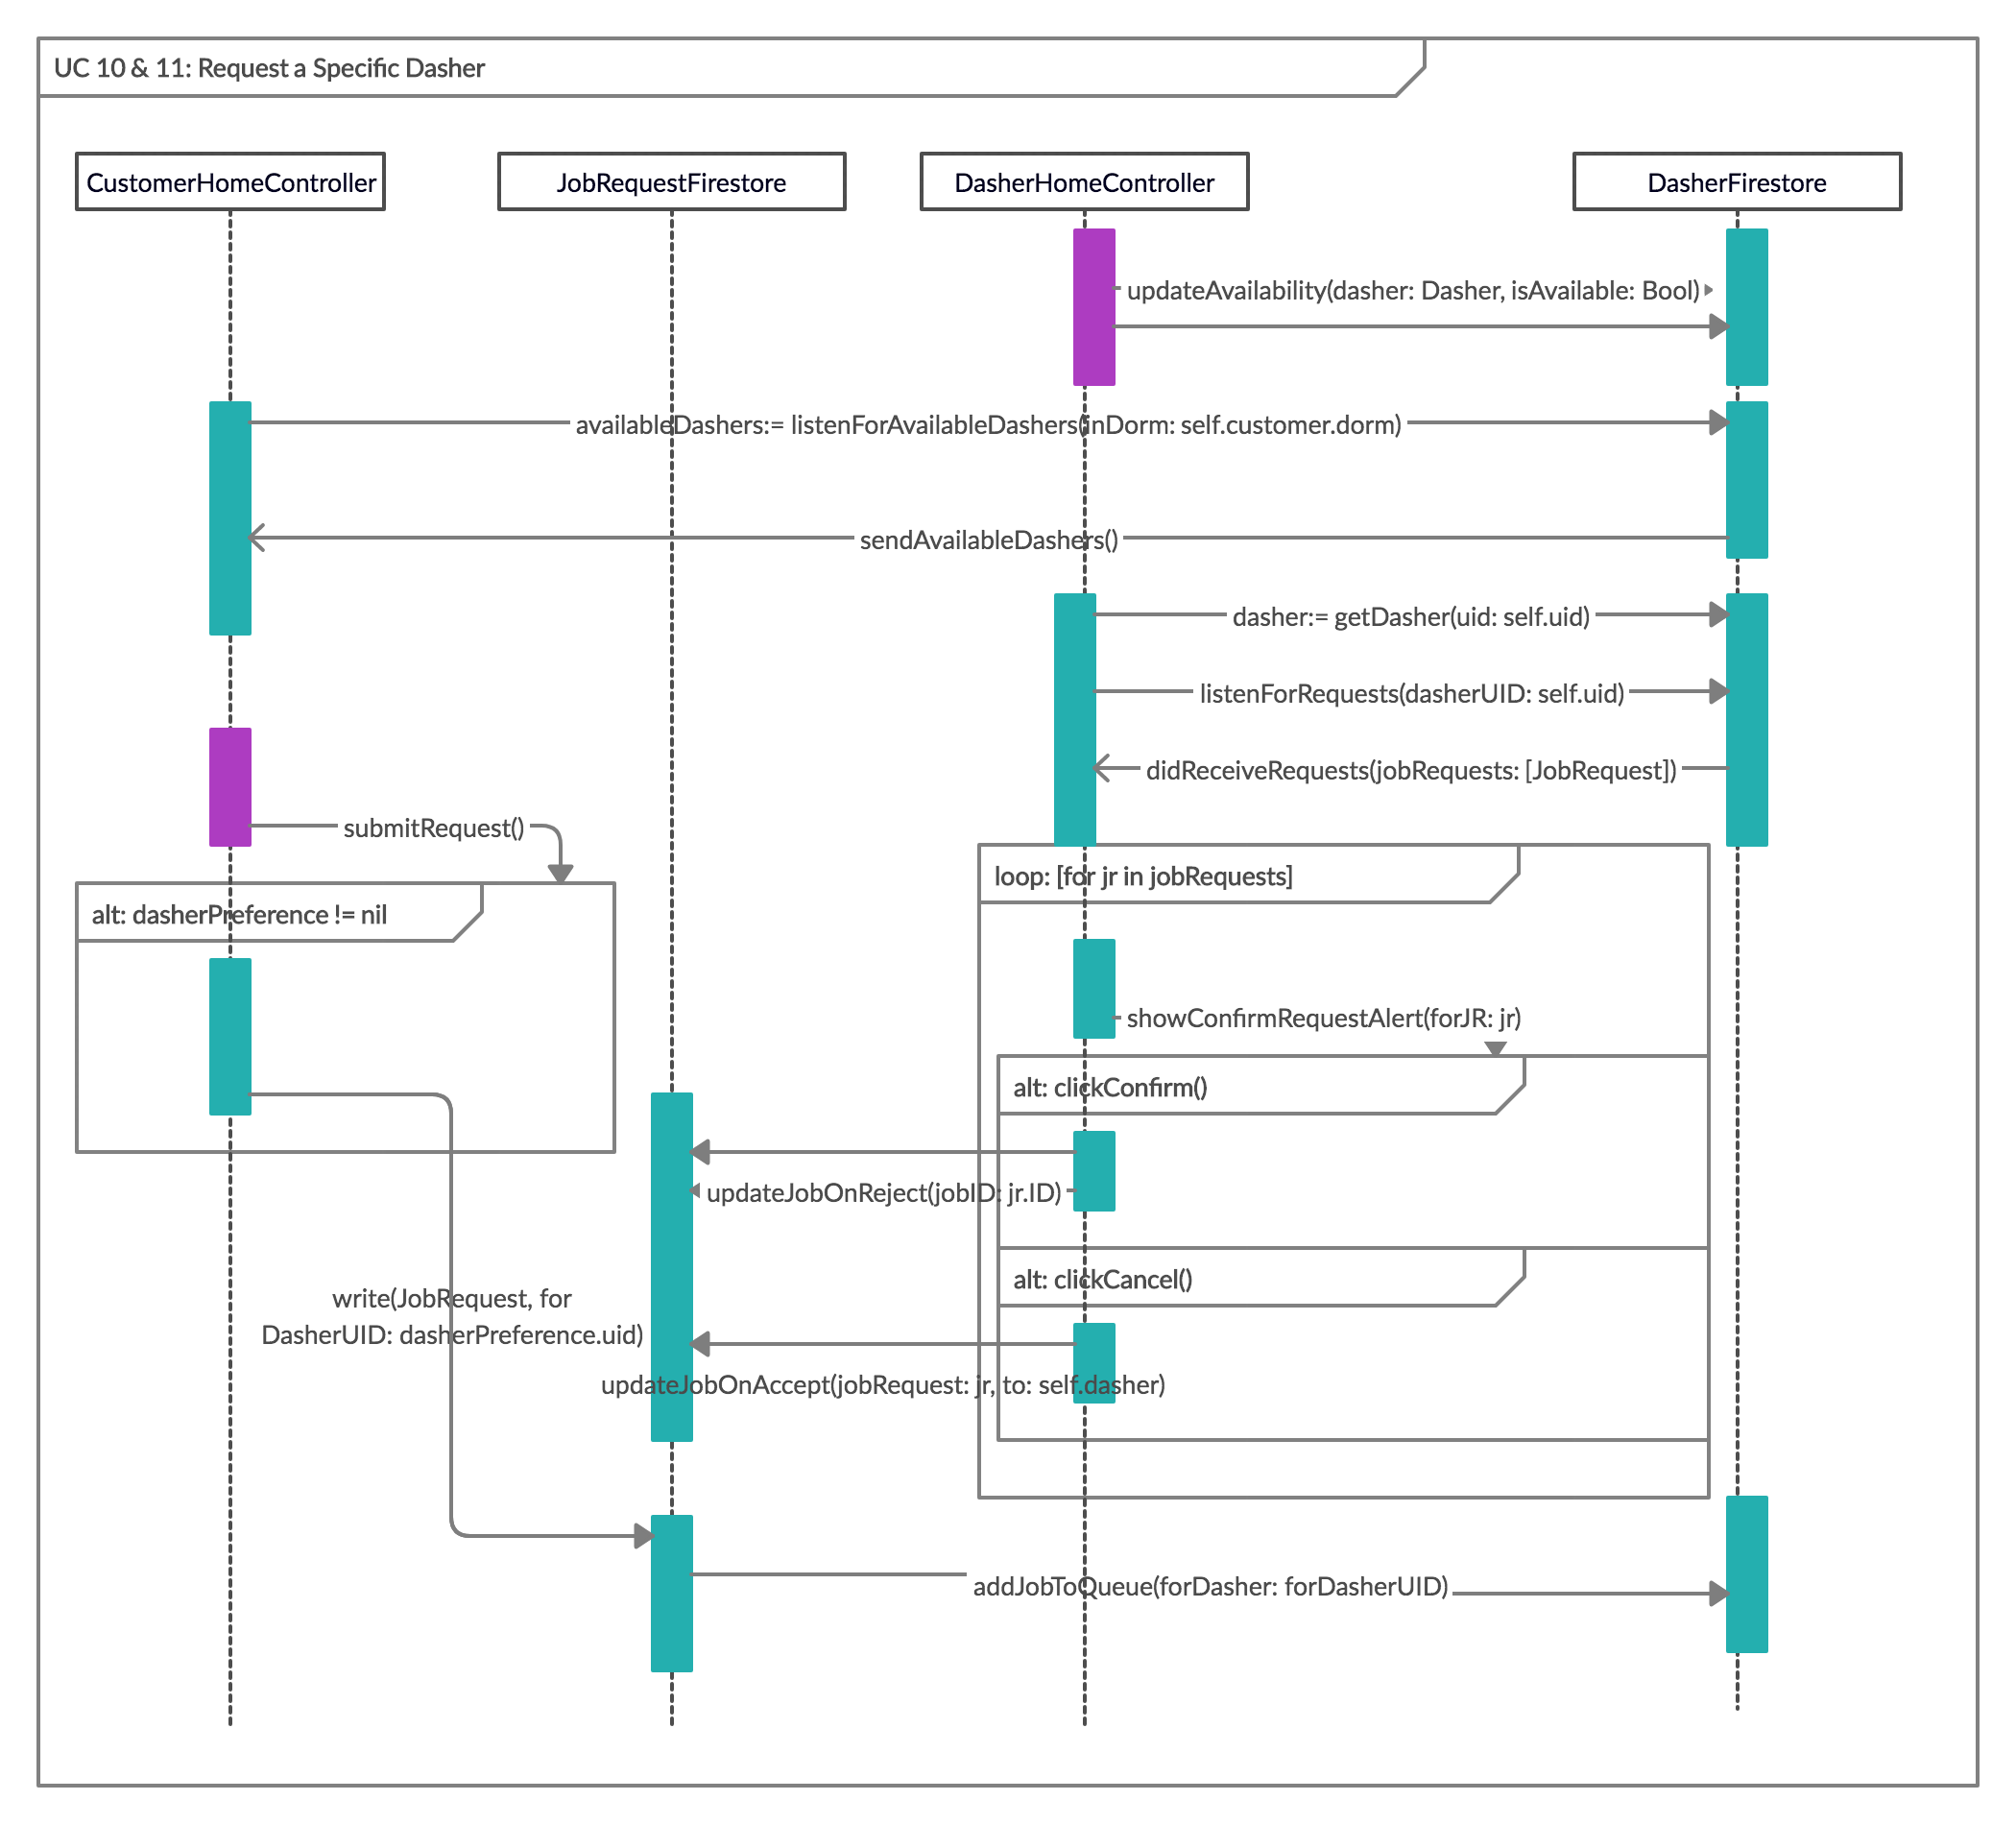 UC 10 & 11: Request a Specific Dasher
CustomerHomeController
JobRequestFirestore
DasherHomeController
DasherFirestore
updateAvailability(dasher: Dasher, isAvailable: Bool)
availableDashers:= listenForAvailableDashers(inDorm: self.customer.dorm)
sendAvailableDashers()
dasher:= getDasher(uid: self.uid)
listenForRequests(dasherUID: self.uid)
didReceiveRequests(jobRequests: [JobRequest])
submitRequest()
loop: [for jr in jobRequests]
alt: dasherPreference != nil
showConfirmRequestAlert(forJR: jr)
alt: clickConfirm()
updateJobOnReject(jobID: jr.ID)
alt: clickCancel()
write(JobRequest, for
DasherUID: dasherPreference.uid)
updateJobOnAccept(jobRequest: jr, to: self.dasher)
addJobToQueue(forDasher: forDasherUID)